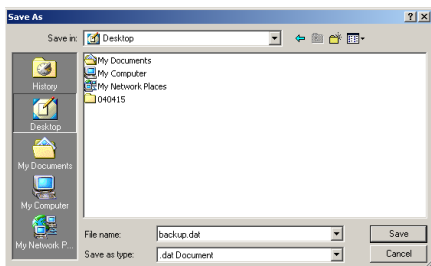 Save As
Save in:
Desktop
History
Desktop
My Documents
My Computer
My Network P...
My Documents
My Computer
My Network Places
040415
File name:
backup.dat
Save
Save as type:
.dat Document
Cancel